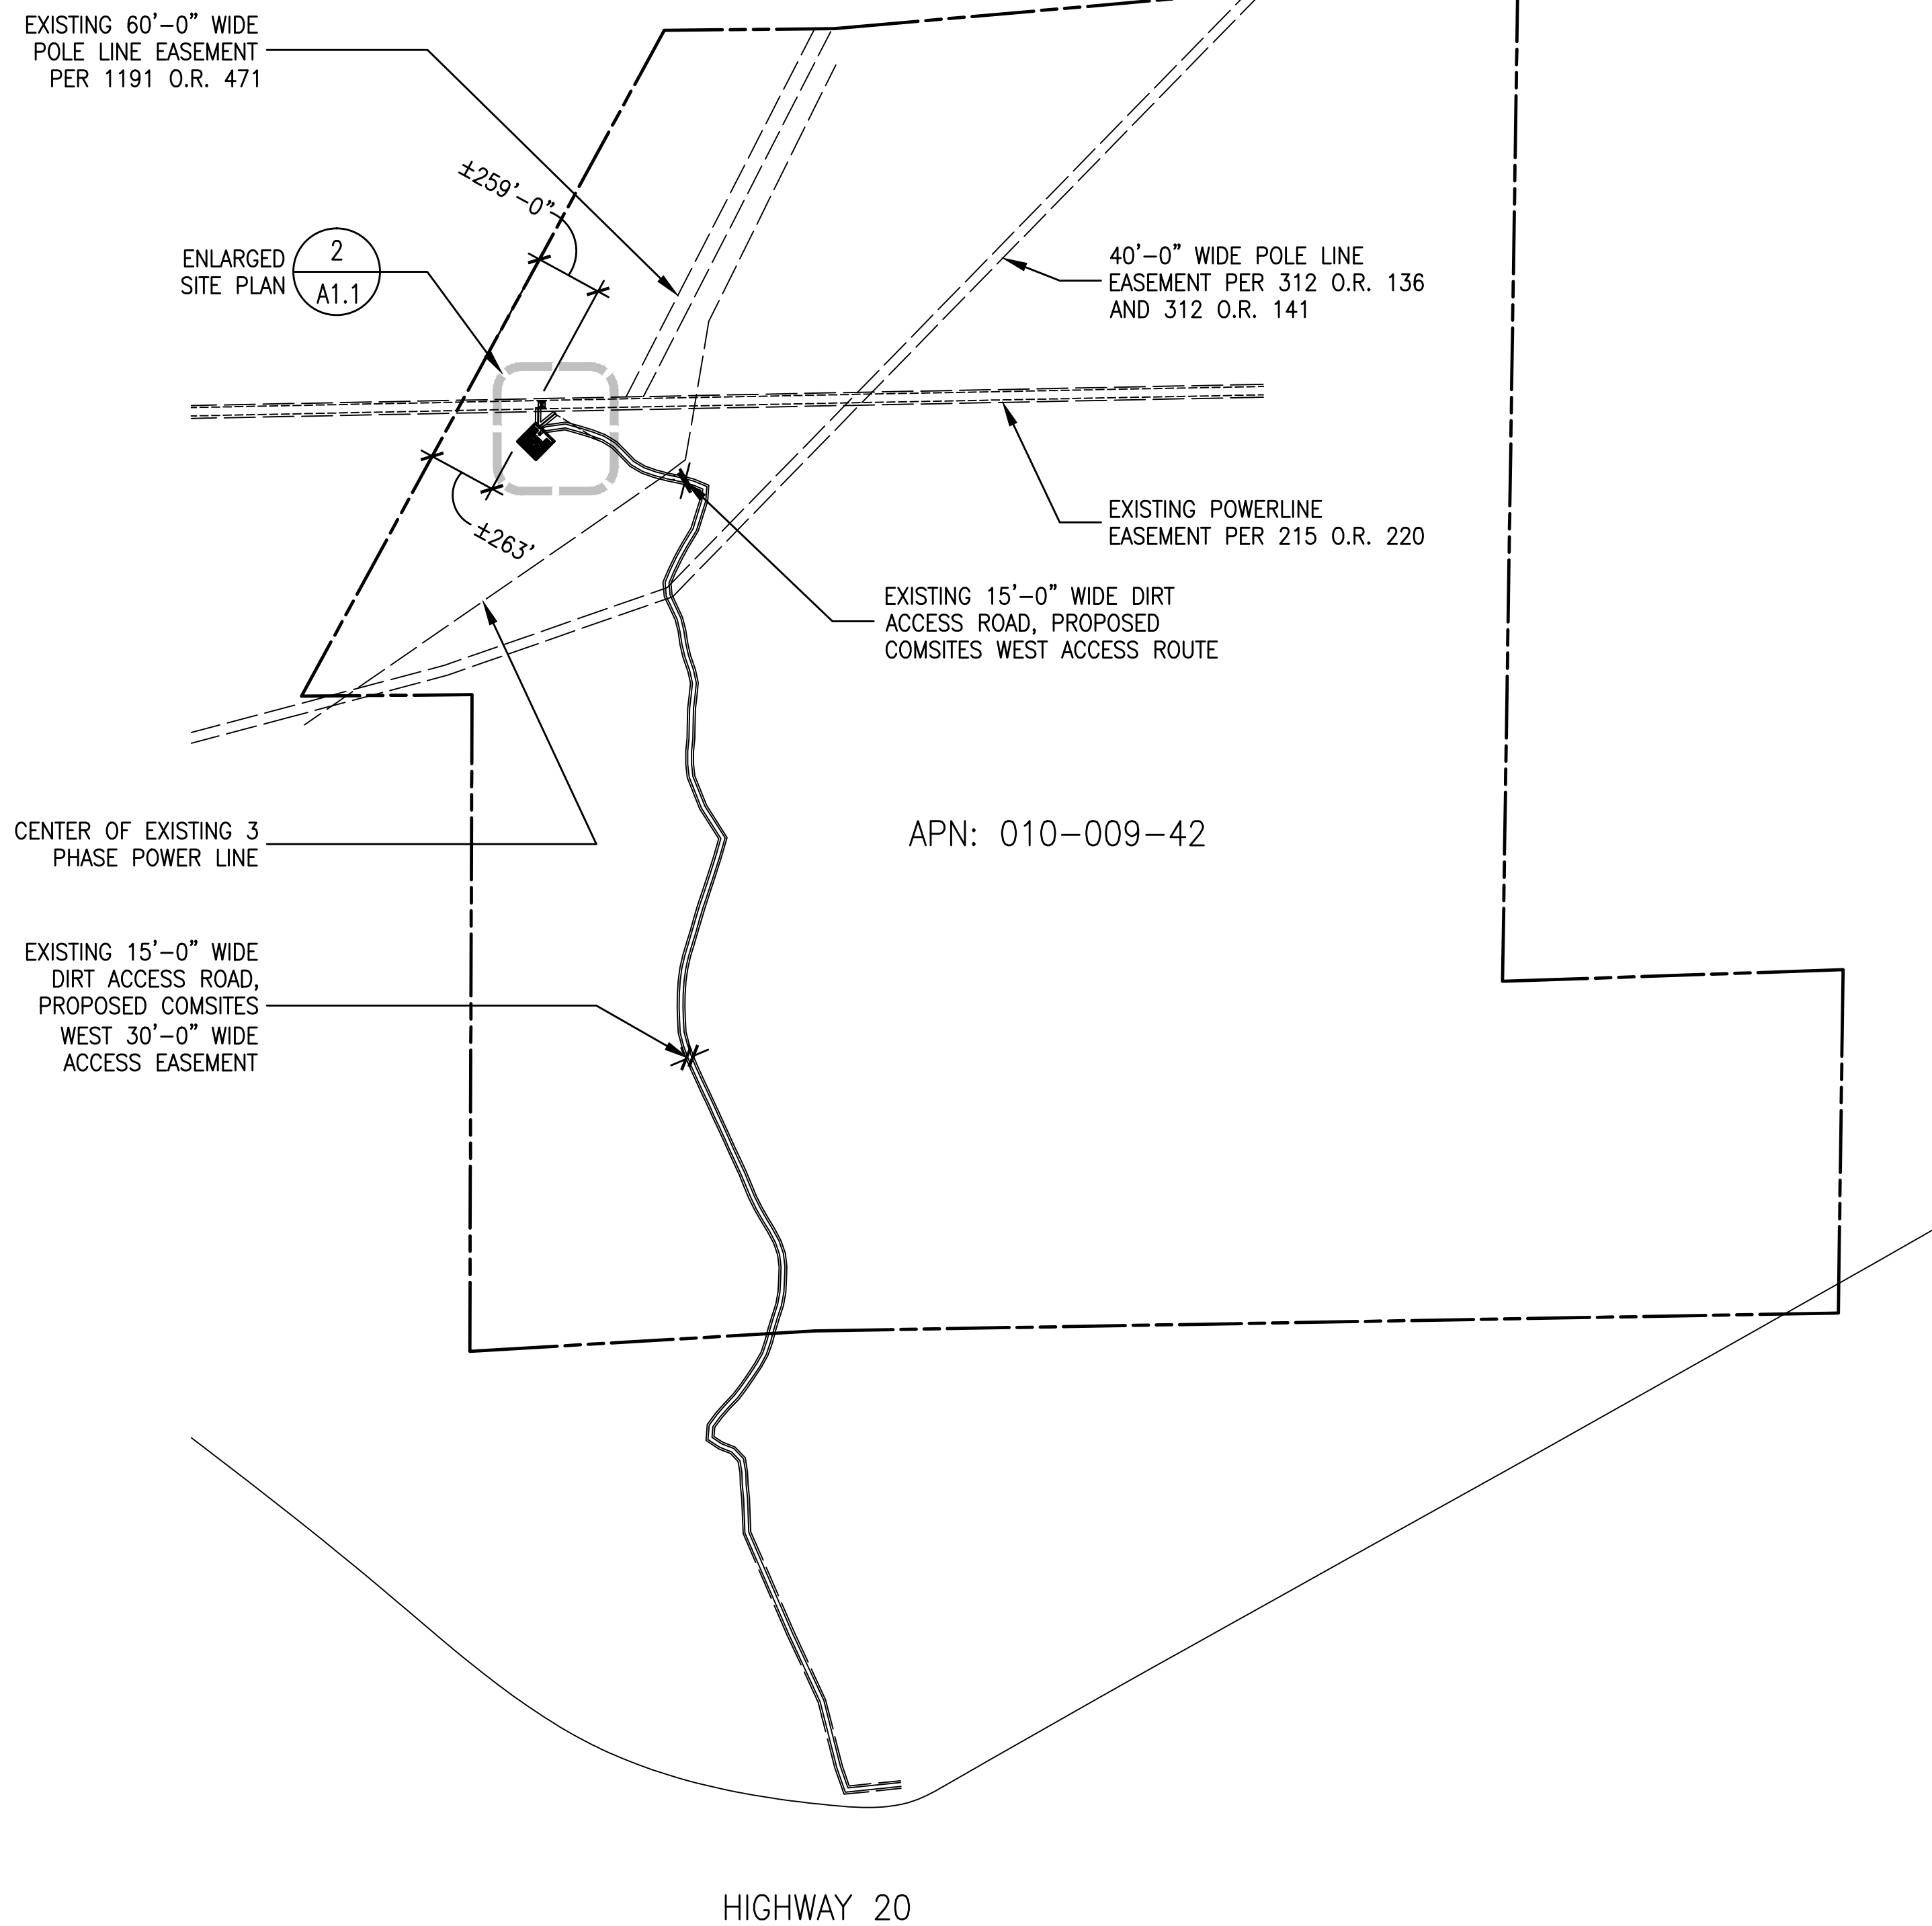 EXISTING 60'-0" WIDE
POLE LINE EASEMENT
PER 1191 O.R. 471
±259'-0"
ENLARGED
SITE PLAN
2
A1.1
40'-0" WIDE POLE LINE
EASEMENT PER 312 O.R. 136
AND 312 O.R. 141
EXISTING POWERLINE
EASEMENT PER 215 O.R. 220
±263'
EXISTING 15'-0" WIDE DIRT
ACCESS ROAD, PROPOSED
COMSITES WEST ACCESS ROUTE
CENTER OF EXISTING 3
PHASE POWER LINE
APN: 010-009-42
EXISTING 15'-0" WIDE
DIRT ACCESS ROAD,
PROPOSED COMSITES
WEST 30'-0" WIDE
ACCESS EASEMENT
HIGHWAY 20